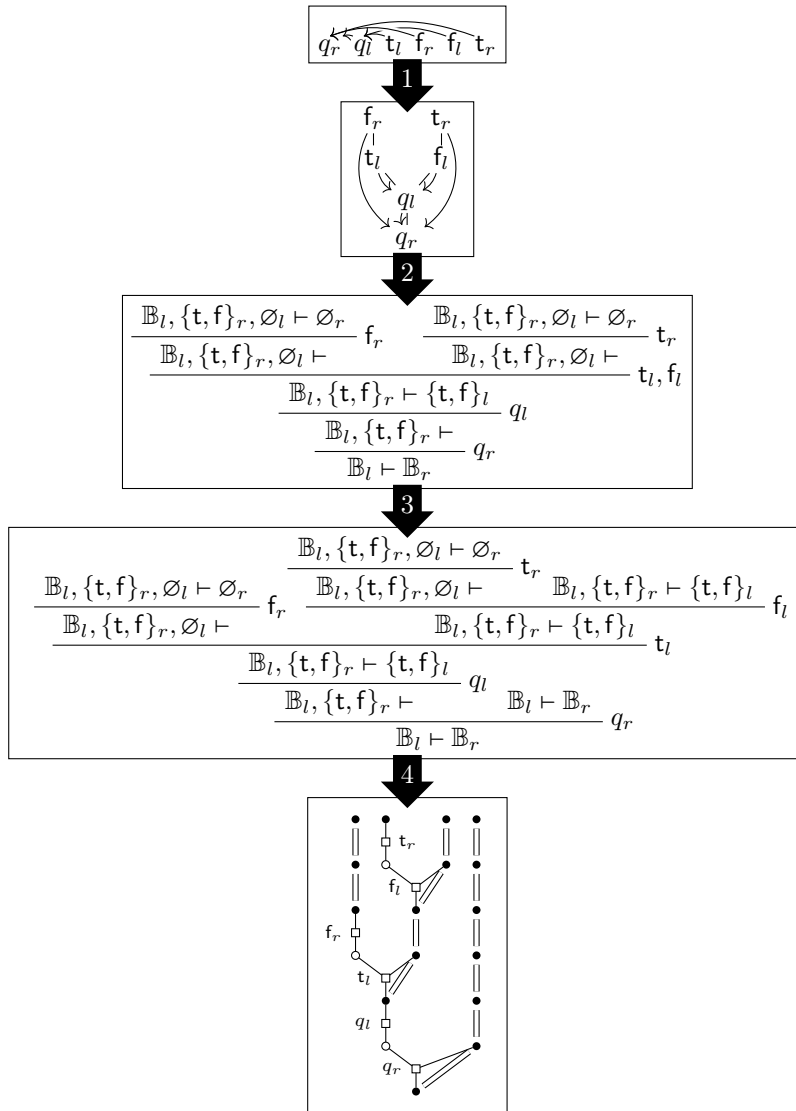 q_r q_l t_l f_r f_l t_r
1
f_r t_r
t_l f_l
q_l
q_r
2
𝔹_l, {t, f}_r, ∅_l ⊢ ∅_r f_r 𝔹_l, {t, f}_r, ∅_l ⊢ ∅_r t_r
𝔹_l, {t, f}_r, ∅_l ⊢ 𝔹_l, {t, f}_r, ∅_l ⊢ t_l, f_l
𝔹_l, {t, f}_r ⊢ {t, f}_l q_l
𝔹_l, {t, f}_r ⊢ q_r
𝔹_l ⊢ 𝔹_r
3
𝔹_l, {t, f}_r, ∅_l ⊢ ∅_r t_r
𝔹_l, {t, f}_r, ∅_l ⊢ ∅_r f_r 𝔹_l, {t, f}_r, ∅_l ⊢ 𝔹_l, {t, f}_r ⊢ {t, f}_l f_l
𝔹_l, {t, f}_r, ∅_l ⊢ 𝔹_l, {t, f}_r ⊢ {t, f}_l t_l
𝔹_l, {t, f}_r ⊢ {t, f}_l q_l
𝔹_l, {t, f}_r ⊢ 𝔹_l ⊢ 𝔹_r q_r
𝔹_l ⊢ 𝔹_r
4
t_r
f_l
f_r
t_l
q_l
q_r